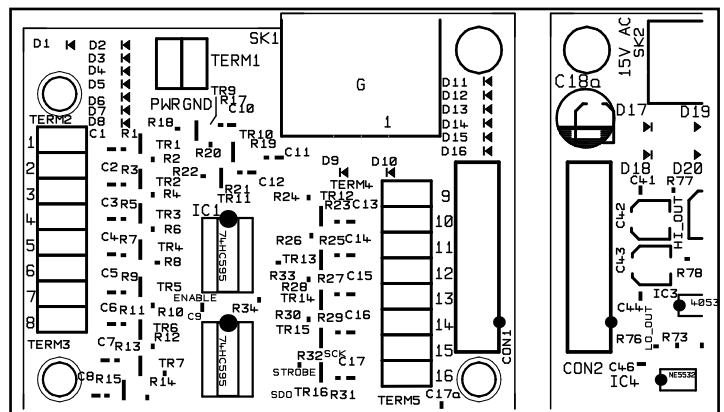 D1
D2
D3
D4
D5
D6
D7
D8
TERM1
PWR
GND
SK1
G
1
D11
D12
D13
D14
D15
D16
15V AC
SK2
C18a
D17
D19
D18
D20
TERM2
1
2
3
4
5
6
7
8
TERM3
C1
R1
TR1
R2
C2
R3
TR2
R4
C3
R5
TR3
R6
C4
R7
TR4
R8
C5
R9
TR5
R10
C6
R11
TR6
R12
C7
R13
TR7
C8
R15
R14
TR9
R17
C10
R18
TR10
R20
R19
C11
R22
C12
R21
TR11
IC1
74HC595
ENABLE
C9
R34
74HC595
D9
D10
TERM4
TR12
R24
R23
C13
R26
R25
C14
TR13
R33
R27
C15
R28
TR14
R30
R29
C16
TR15
R32
SCK
STROBE
C17
SDO
TR16
R31
9
10
11
12
13
14
15
16
TERM5
C17a
CON1
CON2
C41
R77
C42
HI_OUT
C43
R78
C44
IC3
4053
LO_OUT
R76
R73
C46
IC4
NE5532